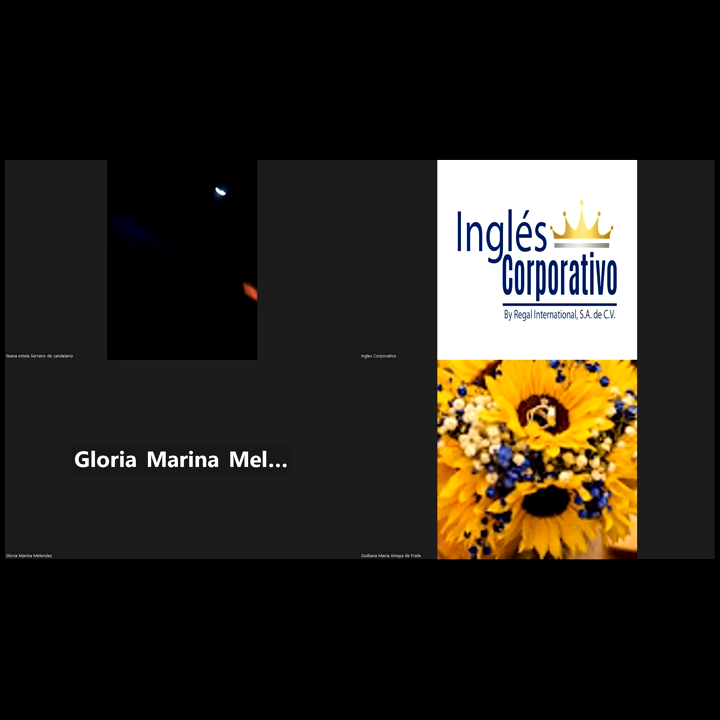 Inglés
Corporativo
By Regal International, S.A. de C.V.
Ileana estela Serrano de candelario
Ingles Corporativo
Gloria Marina Mel...
Gloria Marina Melendez
Giulliana Maria Amaya de Fraile